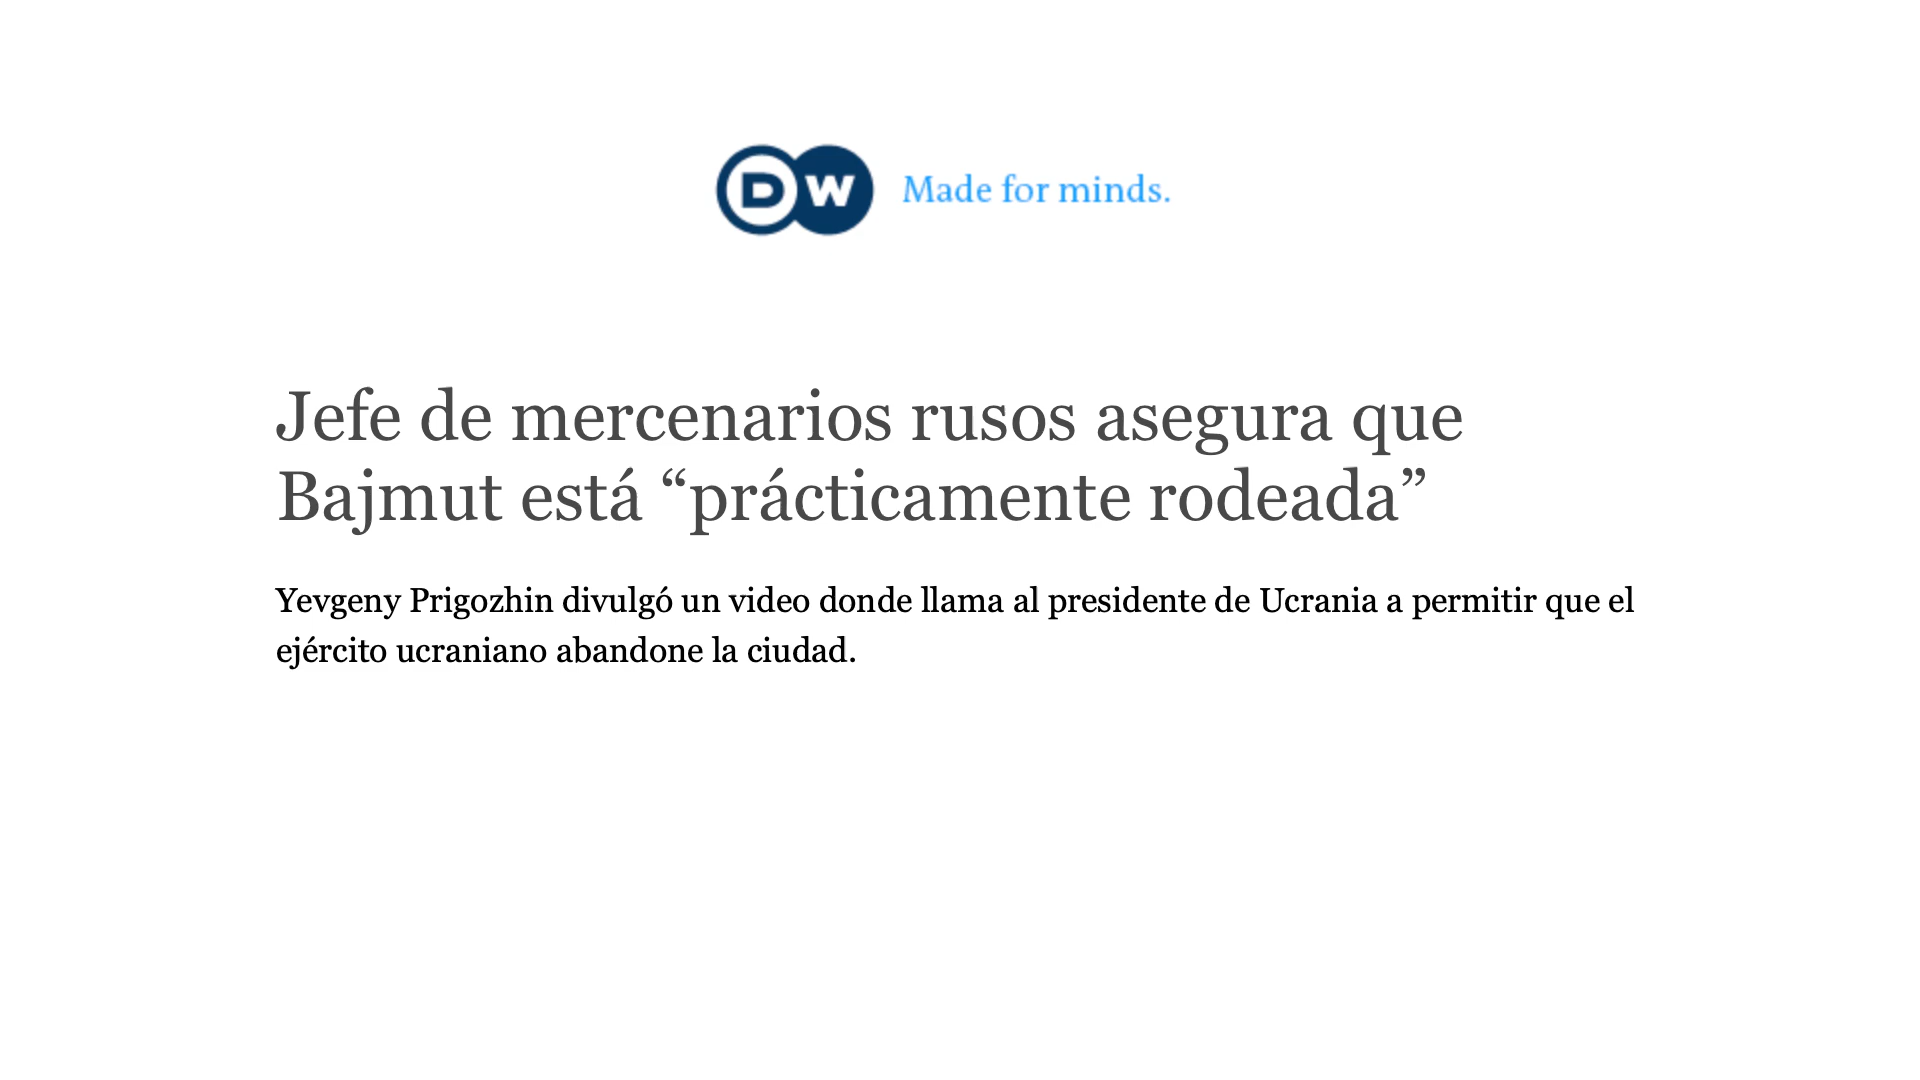 DW Made for minds.
Jefe de mercenarios rusos asegura que
Bajmut está “prácticamente rodeada”
Yevgeny Prigozhin divulgó un video donde llama al presidente de Ucrania a permitir que el
ejército ucraniano abandone la ciudad.